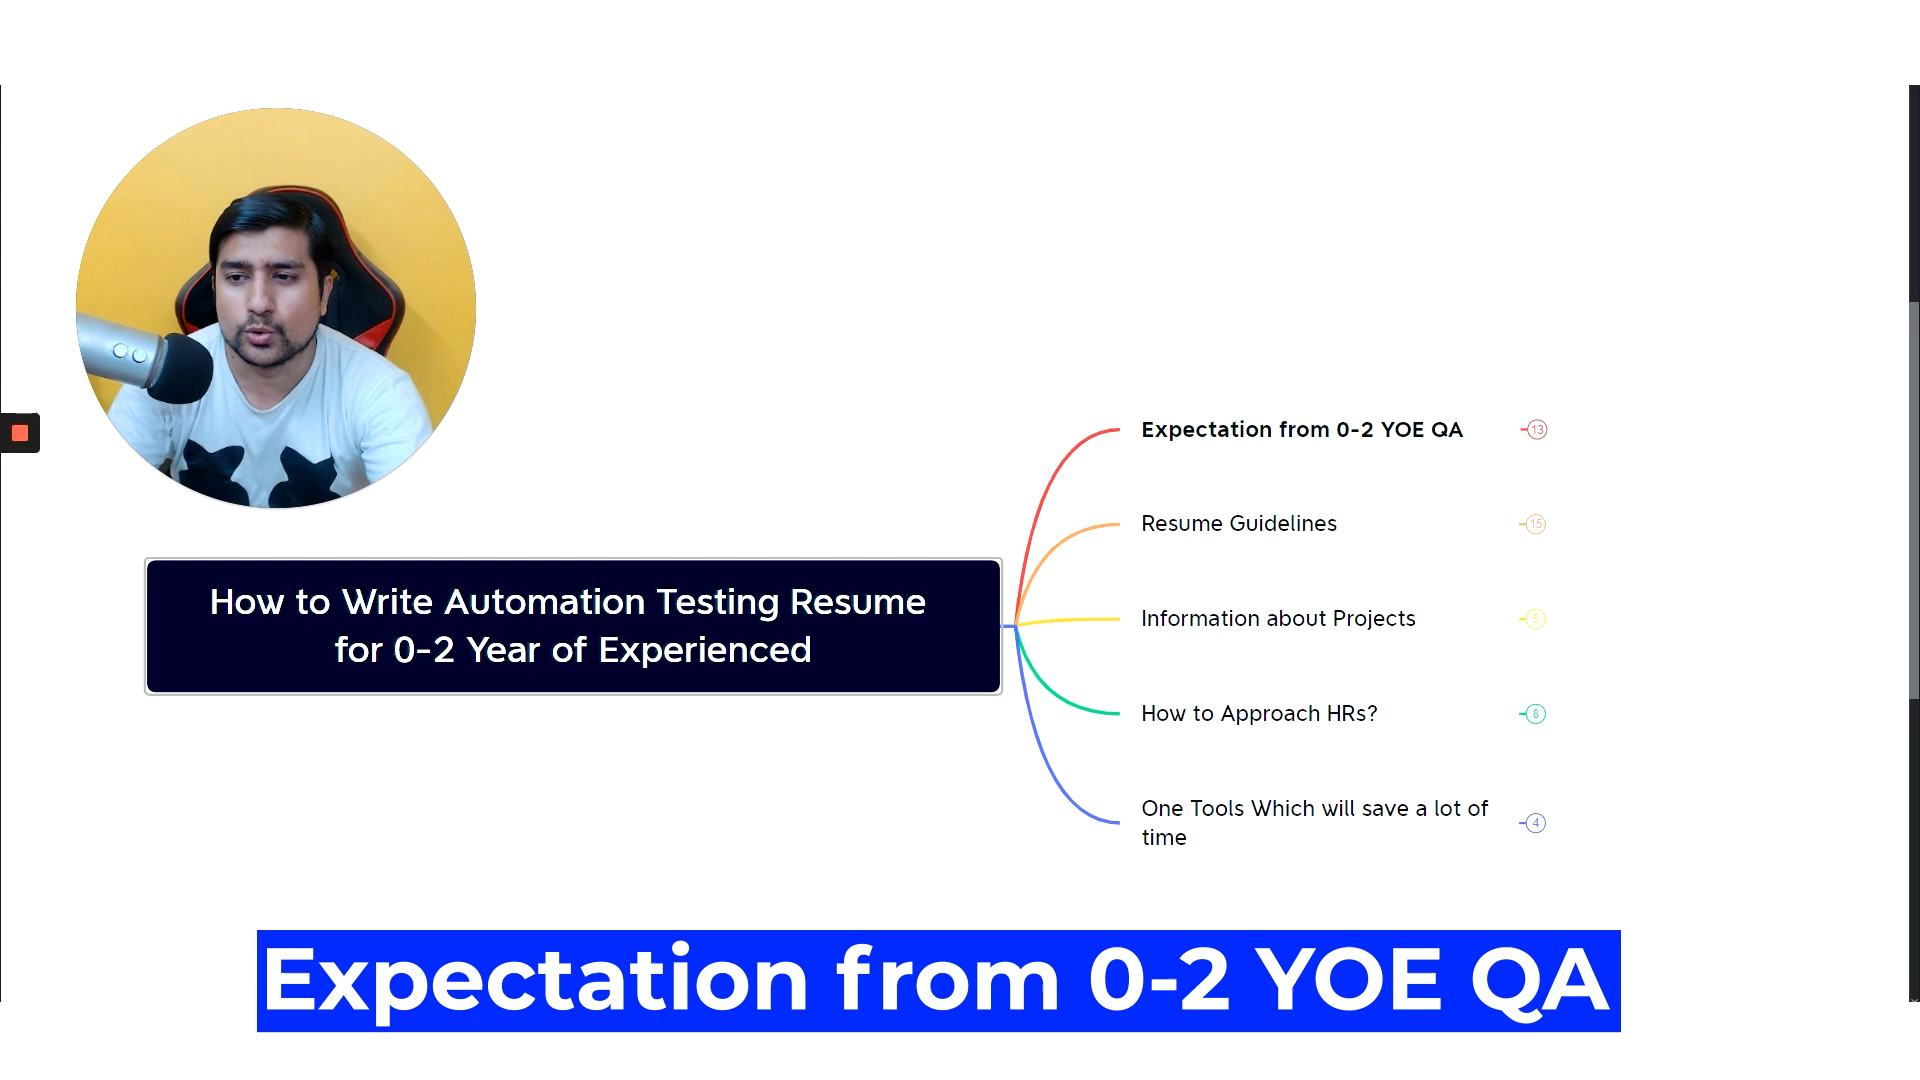 How to Write Automation Testing Resume
for 0-2 Year of Experienced
Expectation from 0-2 YOE QA
13
Resume Guidelines
15
Information about Projects
5
How to Approach HRs?
8
One Tools Which will save a lot of
time
4
Expectation from 0-2 YOE QA